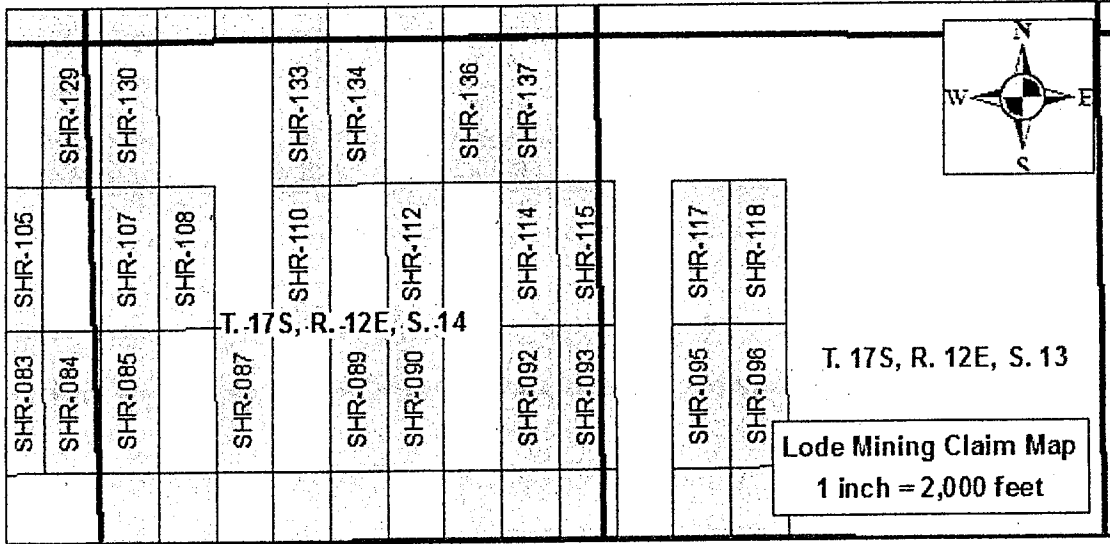 N
W E
S
SHR-129
SHR-130
SHR-133
SHR-134
SHR-136
SHR-137
SHR-105
SHR-107
SHR-108
SHR-110
SHR-112
SHR-114
SHR-115
SHR-117
SHR-118
T. 17S, R. 12E, S. 14
SHR-083
SHR-084
SHR-085
SHR-087
SHR-089
SHR-090
SHR-092
SHR-093
SHR-095
SHR-096
T. 17S, R. 12E, S. 13
Lode Mining Claim Map
1 inch = 2,000 feet